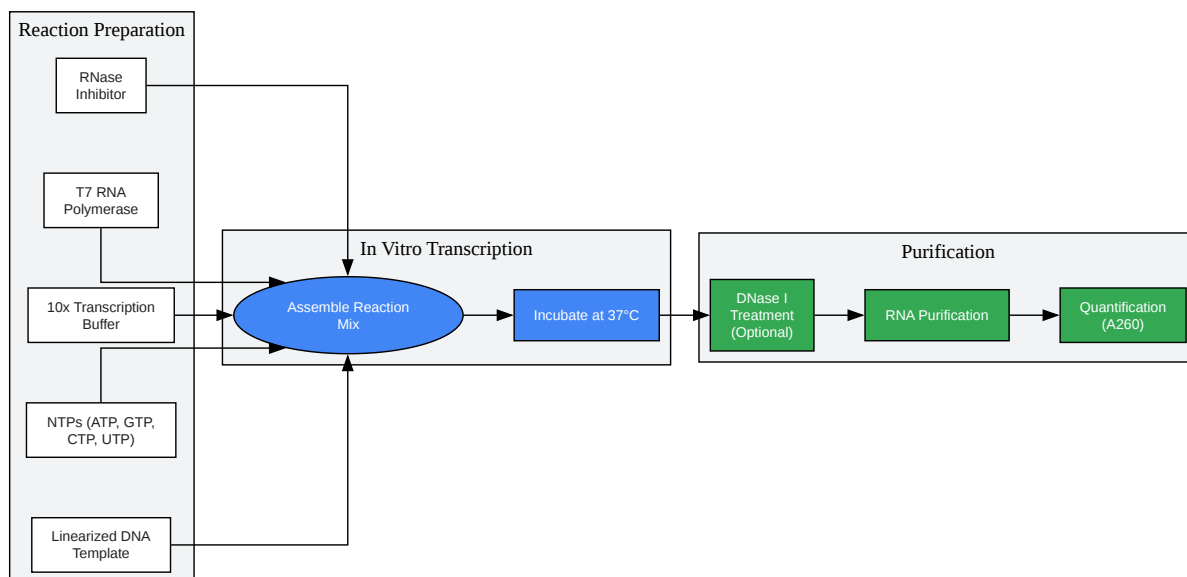 Reaction Preparation
RNase
Inhibitor
T7 RNA
Polymerase
10x Transcription
Buffer
NTPs (ATP, GTP,
CTP, UTP)
Linearized DNA
Template
In Vitro Transcription
Assemble Reaction
Mix
Incubate at 37°C
Purification
DNase I
Treatment
(Optional)
RNA Purification
Quantification
(A260)